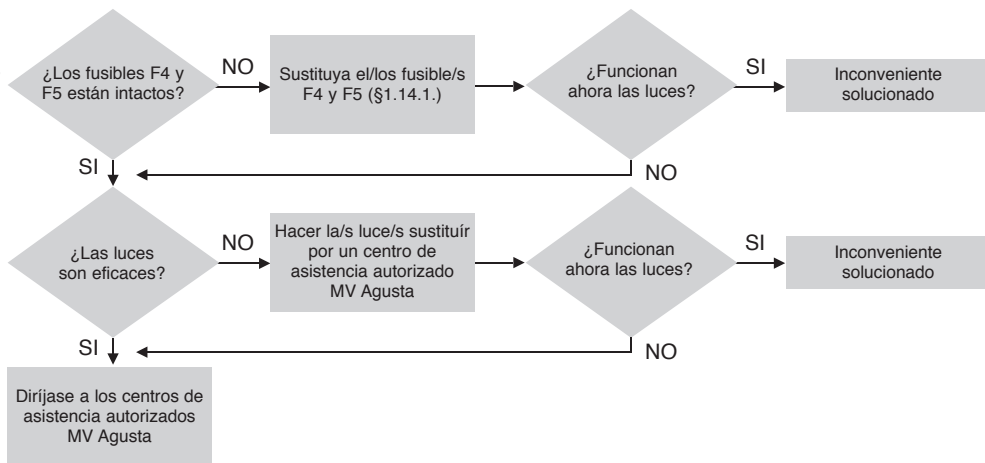 ¿Los fusibles F4 y
F5 están intactos?
NO
Sustituya el/los fusible/s
F4 y F5 (§1.14.1.)
¿Funcionan
ahora las luces?
SI
Inconveniente
solucionado
SI
NO
¿Las luces
son eficaces?
NO
Hacer la/s luce/s sustituír
por un centro de
asistencia autorizado
MV Agusta
¿Funcionan
ahora las luces?
SI
Inconveniente
solucionado
SI
NO
Diríjase a los centros de
asistencia autorizados
MV Agusta